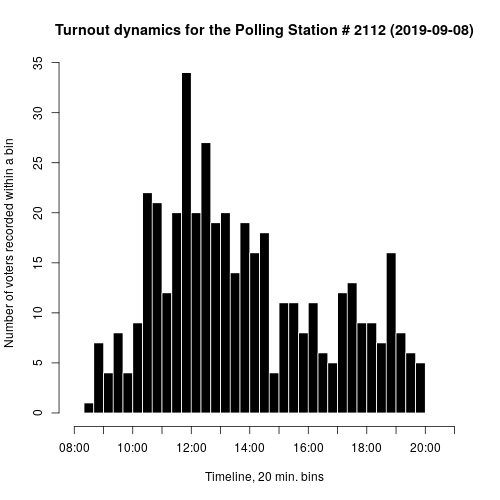 Turnout dynamics for the Polling Station # 2112 (2019-09-08)
Number of voters recorded within a bin
35
30
25
20
15
10
5
0
08:00 10:00 12:00 14:00 16:00 18:00 20:00
Timeline, 20 min. bins